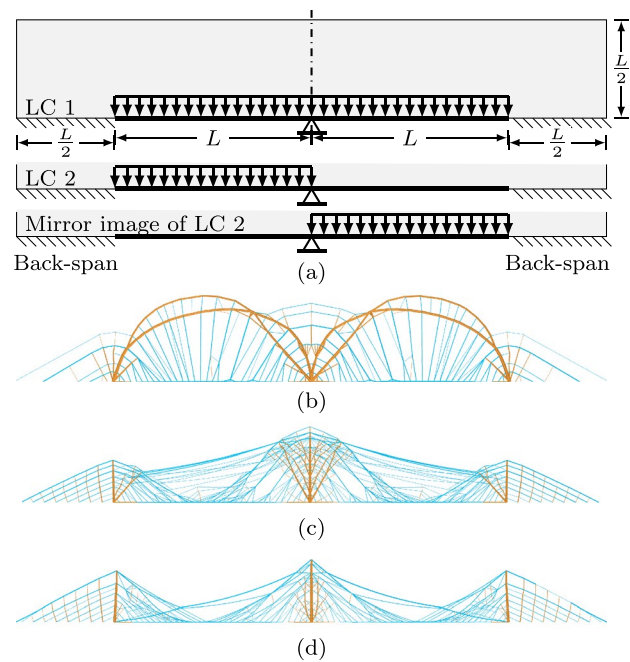 LC 1
L/2
L/2
L
L
L/2
LC 2
Mirror image of LC 2
Back-span
Back-span
(a)
(b)
(c)
(d)